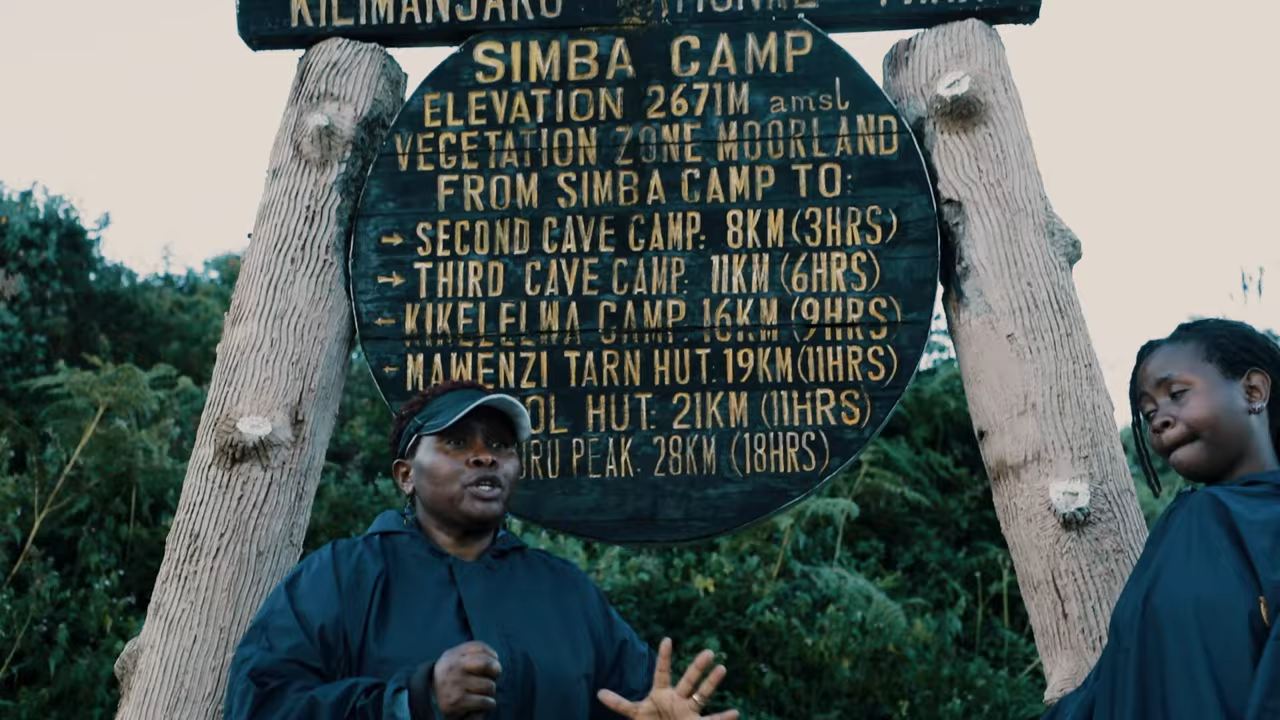 KILIMANJARO NATIONAL PARK
SIMBA CAMP
ELEVATION 2671M amsl
VEGETATION ZONE MOORLAND
FROM SIMBA CAMP TO:
→ SECOND CAVE CAMP: 8KM (3HRS)
→ THIRD CAVE CAMP: 11KM (6HRS)
← KIKELELWA CAMP: 16KM (9HRS)
← MAWENZI TARN HUT: 19KM (11HRS)
HUT: 21KM (11HRS)
PEAK: 28KM (18HRS)